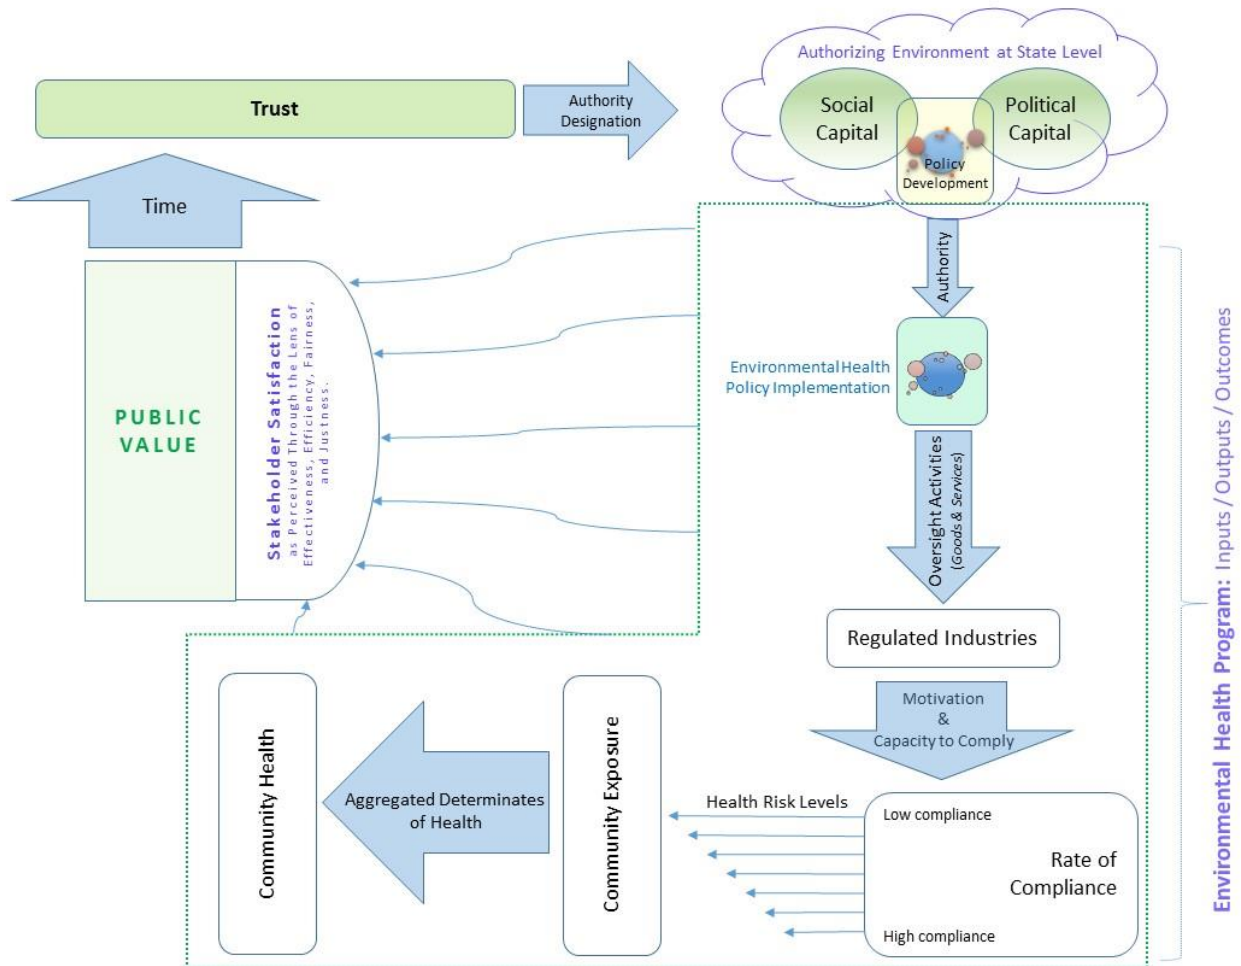 Authorizing Environment at State Level
Trust
Authority
Designation
Social
Capital
Political
Capital
Policy
Development
Time
Authority
PUBLIC
VALUE
Stakeholder Satisfaction
as Perceived Through the Lens of
Effectiveness, Efficiency, Fairness,
and Justness.
Environmental Health
Policy Implementation
Oversight Activities
(Goods & Services)
Regulated Industries
Motivation
&
Capacity to Comply
Health Risk Levels
Low compliance
Rate of
Compliance
High compliance
Community Exposure
Aggregated Determinates
of Health
Community Health
Environmental Health Program: Inputs / Outputs / Outcomes